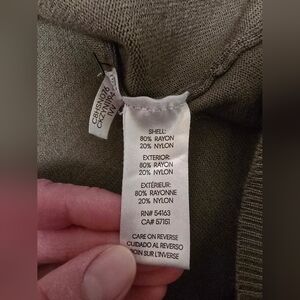 SHELL:
80% RAYON
20% NYLON
EXTERIOR:
80% RAYON
20% NYLON
EXTÉRIEUR:
80% RAYONNE
20% NYLON
RN# 54163
CA# 57151
CARE ON REVERSE
CUIDADO AL REVERSO
SOIN SUR L'INVERSE